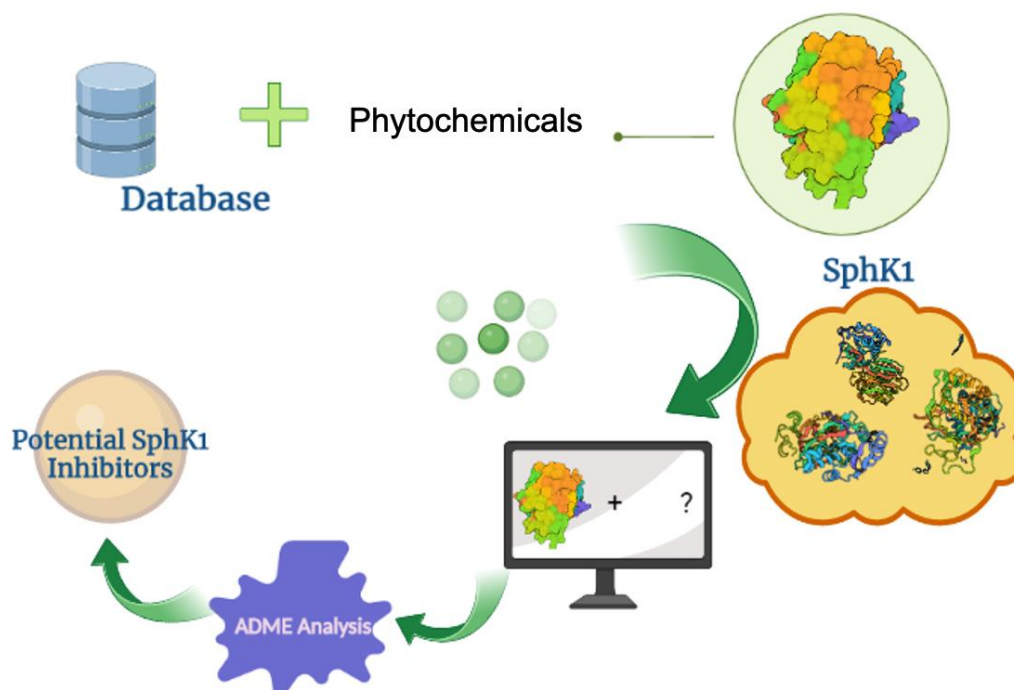 Phytochemicals
Database
SphK1
Potential SphK1
Inhibitors
+ ?
ADME Analysis